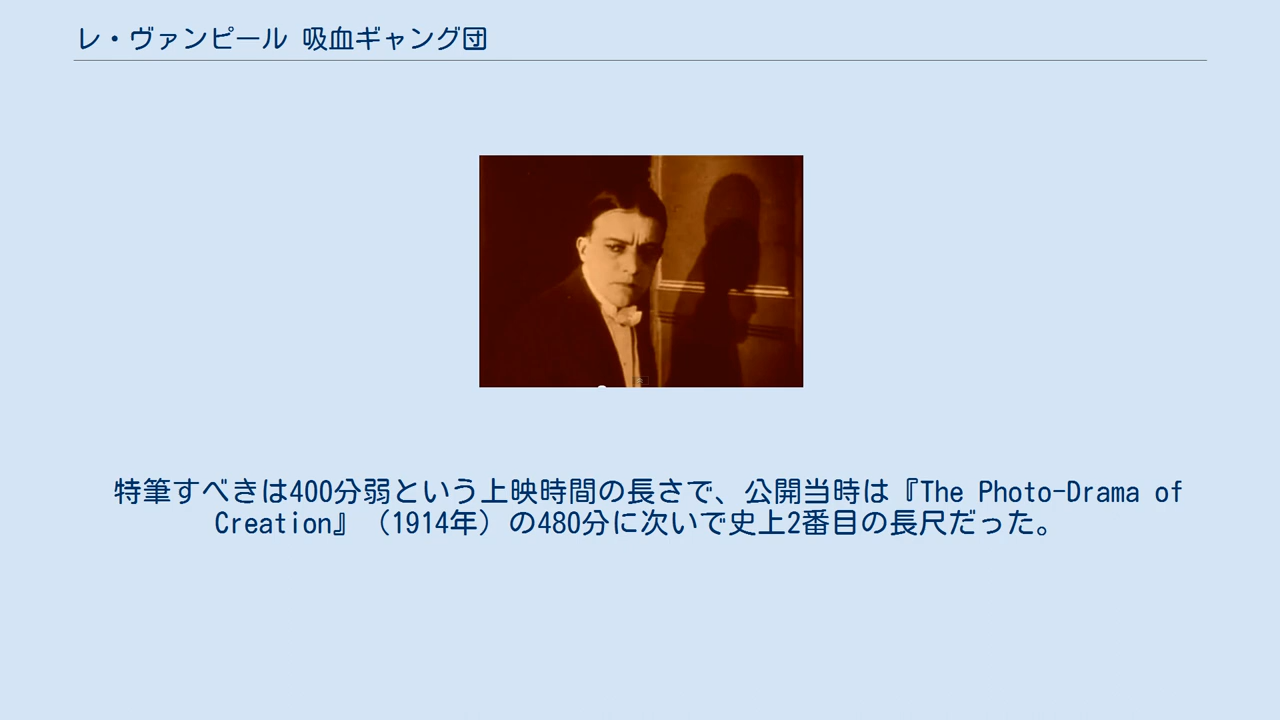 レ・ヴァンピール 吸血ギャング団
特筆すべきは400分弱という上映時間の長さで、公開当時は『The Photo-Drama of
Creation』（1914年）の480分に次いで史上2番目の長尺だった。